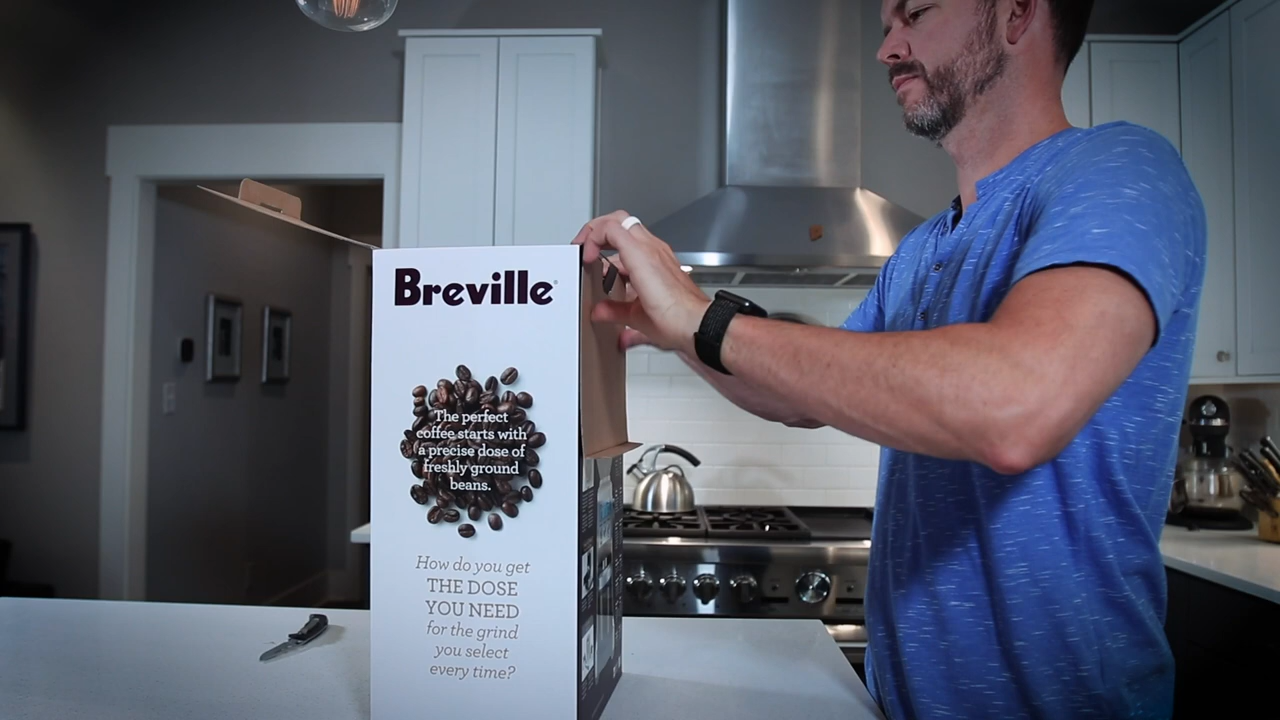 Breville
The perfect
coffee starts with
a precise dose of
freshly ground
beans.
How do you get
THE DOSE
YOU NEED
for the grind
you select
every time?